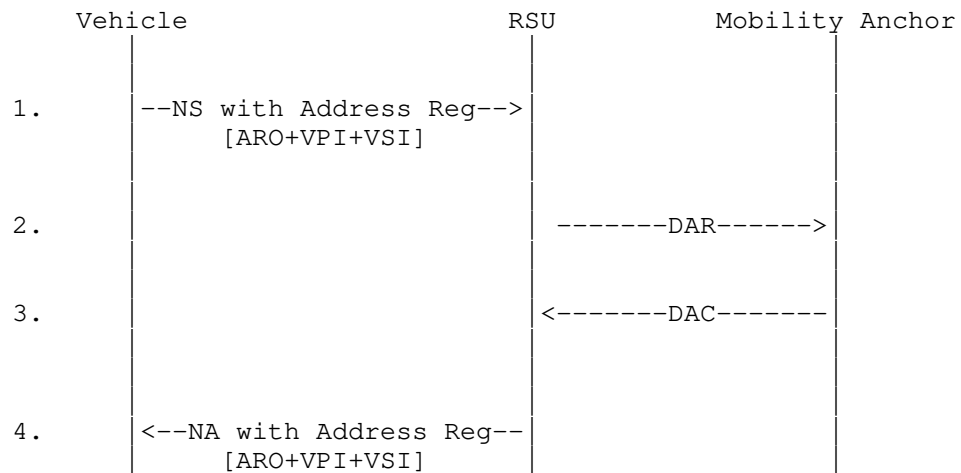 Vehicle RSU Mobility Anchor
1. --NS with Address Reg-->
[ARO+VPI+VSI]
2. -------DAR------>
3. <-------DAC-------
4. <--NA with Address Reg--
[ARO+VPI+VSI]